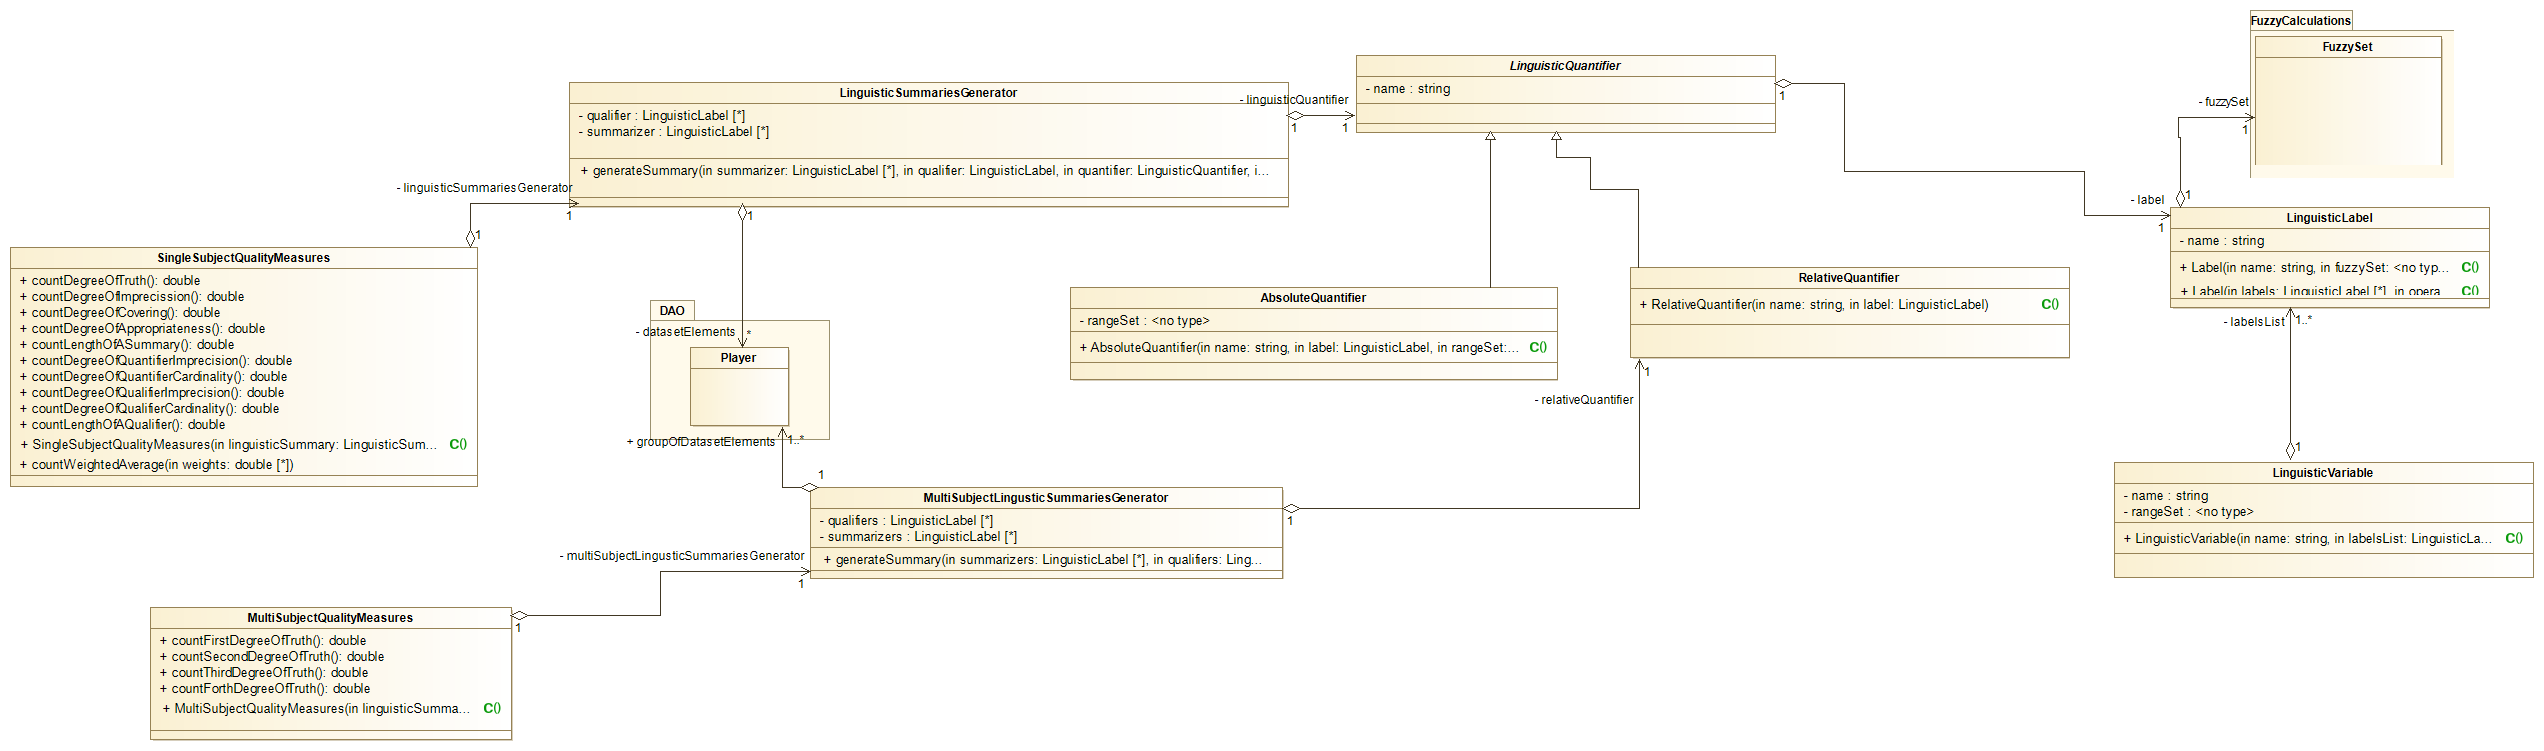 FuzzyCalculations
FuzzySet
- fuzzySet
1
1
LinguisticQuantifier
- name : string
1
LinguisticSummariesGenerator
- qualifier : LinguisticLabel [*]
- summarizer : LinguisticLabel [*]
+ generateSummary(in summarizer: LinguisticLabel [*], in qualifier: LinguisticLabel, in quantifier: LinguisticQuantifier, i...
- linguisticQuantifier
1
1
- linguisticSummariesGenerator
1
1
1
- label
1
LinguisticLabel
- name : string
+ Label(in name: string, in fuzzySet: <no typ... C()
+ Label(in labels: LinguisticLabel [*], in opera... C()
SingleSubjectQualityMeasures
+ countDegreeOfTruth(): double
+ countDegreeOfImprecission(): double
+ countDegreeOfCovering(): double
+ countDegreeOfAppropriateness(): double
+ countLengthOfASummary(): double
+ countDegreeOfQuantifierImprecision(): double
+ countDegreeOfQuantifierCardinality(): double
+ countDegreeOfQualifierImprecision(): double
+ countDegreeOfQualifierCardinality(): double
+ countLengthOfAQualifier(): double
+ SingleSubjectQualityMeasures(in linguisticSummary: LinguisticSum... C()
+ countWeightedAverage(in weights: double [*])
DAO
- datasetElements
*
Player
+ groupOfDatasetElements
1..*
1
AbsoluteQuantifier
- rangeSet : <no type>
+ AbsoluteQuantifier(in name: string, in label: LinguisticLabel, in rangeSet:... C()
RelativeQuantifier
+ RelativeQuantifier(in name: string, in label: LinguisticLabel) C()
1
- relativeQuantifier
- labelsList
1..*
1
LinguisticVariable
- name : string
- rangeSet : <no type>
+ LinguisticVariable(in name: string, in labelsList: LinguisticLa... C()
MultiSubjectLingusticSummariesGenerator
- qualifiers : LinguisticLabel [*]
- summarizers : LinguisticLabel [*]
+ generateSummary(in summarizers: LinguisticLabel [*], in qualifiers: Ling...
1
- multiSubjectLingusticSummariesGenerator
1
1
MultiSubjectQualityMeasures
+ countFirstDegreeOfTruth(): double
+ countSecondDegreeOfTruth(): double
+ countThirdDegreeOfTruth(): double
+ countForthDegreeOfTruth(): double
+ MultiSubjectQualityMeasures(in linguisticSumma... C()